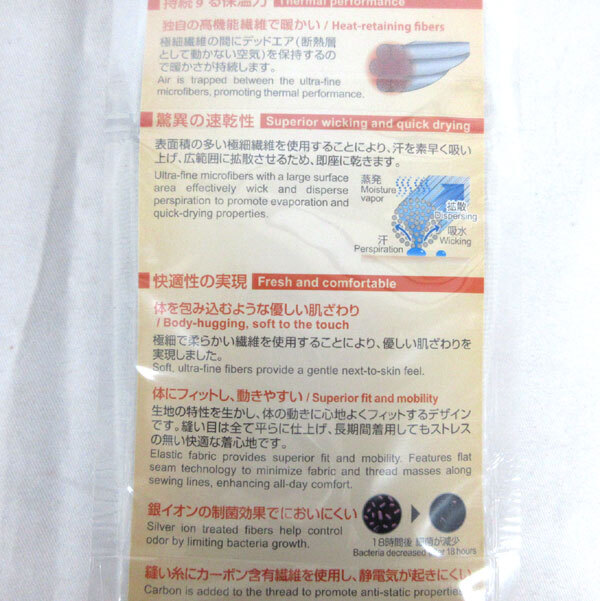 持続する保温力 Thermal performance
独自の高機能繊維で暖かい / Heat-retaining fibers
極細繊維の間にデッドエア(断熱層
として動かない空気)を保持するの
で暖かさが持続します。
Air is trapped between the ultra-fine
microfibers, promoting thermal performance.
驚異の速乾性 Superior wicking and quick drying
表面積の多い極細繊維を使用することにより、汗を素早く吸い
上げ、広範囲に拡散させるため、即座に乾きます。
Ultra-fine microfibers with a large surface
area effectively wick and disperse
perspiration to promote evaporation and
quick-drying properties.
蒸発
Moisture
vapor
拡散
Dispersing
汗
Perspiration
吸水
Wicking
快適性の実現 Fresh and comfortable
体を包み込むような優しい肌ざわり
/ Body-hugging, soft to the touch
極細で柔らかい繊維を使用することにより、優しい肌ざわりを
実現しました。
Soft, ultra-fine fibers provide a gentle next-to-skin feel.
体にフィットし、動きやすい / Superior fit and mobility
生地の特性を生かし、体の動きに心地よくフィットするデザイン
です。縫い目は全て平らに仕上げ、長期間着用してもストレス
の無い快適な着心地です。
Elastic fabric provides superior fit and mobility. Features flat
seam technology to minimize fabric and thread masses along
sewing lines, enhancing all-day comfort.
銀イオンの制菌効果でにおいにくい
Silver ion treated fibers help control
odor by limiting bacteria growth.
18時間後 細菌が減少
Bacteria decreased after 18 hours
縫い糸にカーボン含有繊維を使用し、静電気が起きにくい
Carbon is added to the thread to promote anti-static properties.